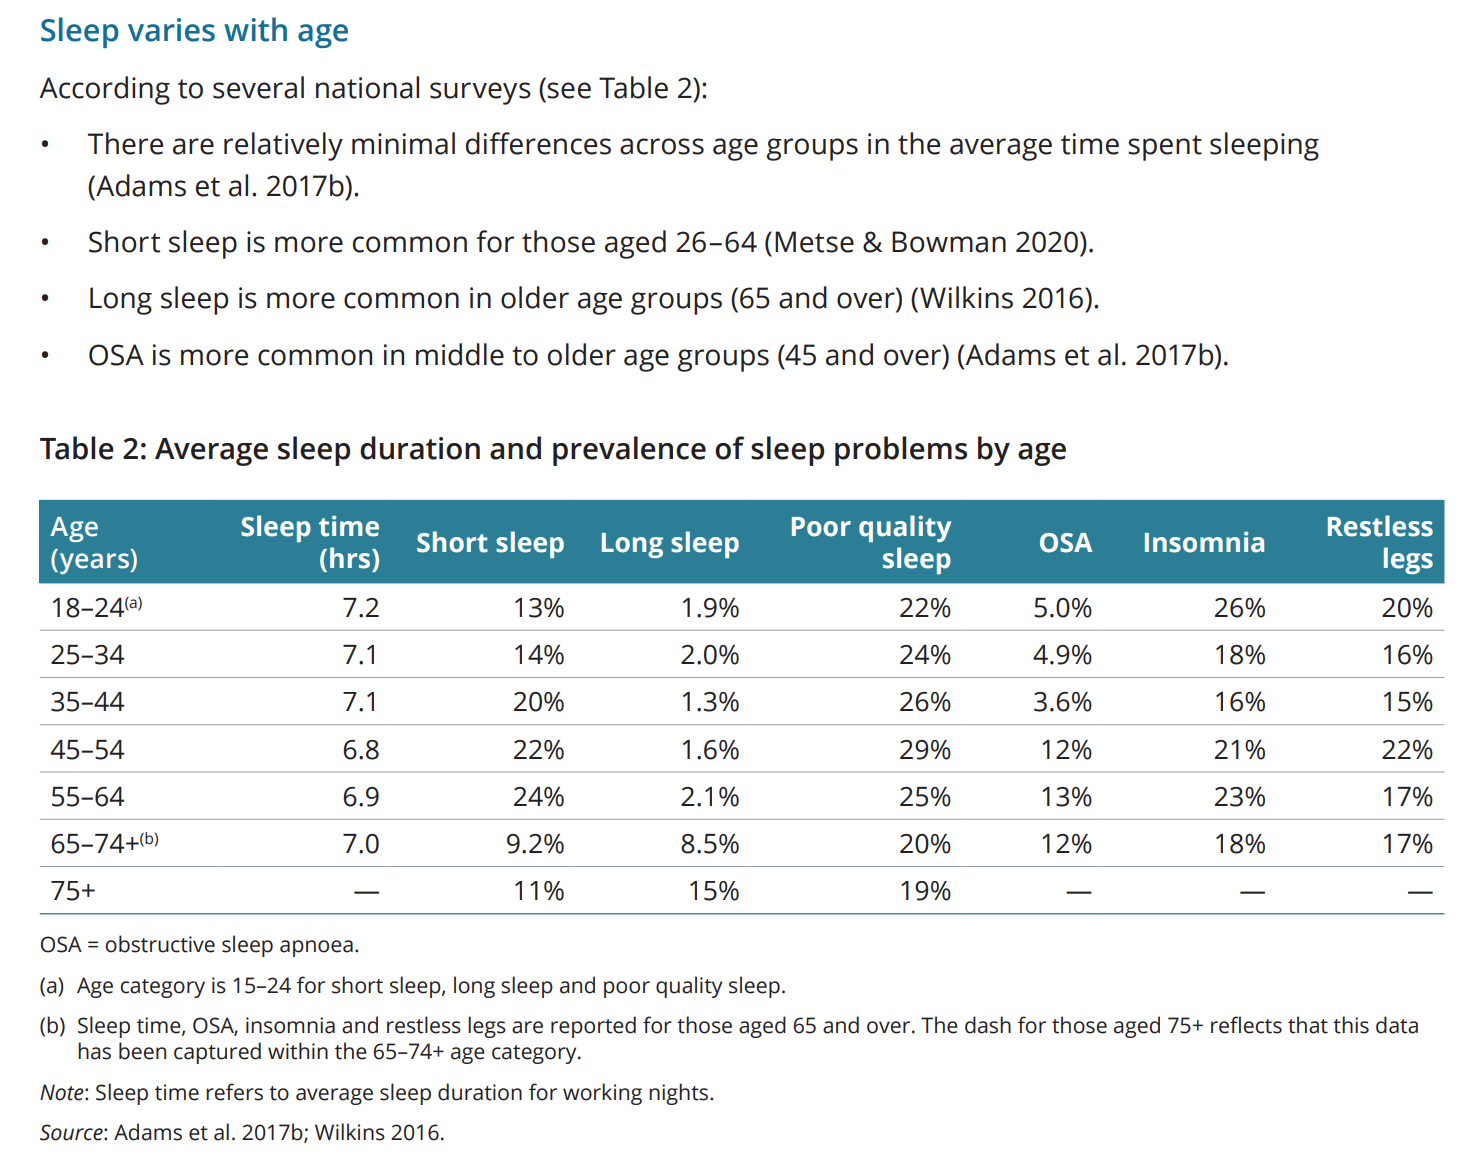 Sleep varies with age
According to several national surveys (see Table 2):
• There are relatively minimal differences across age groups in the average time spent sleeping
(Adams et al. 2017b).
• Short sleep is more common for those aged 26–64 (Metse & Bowman 2020).
• Long sleep is more common in older age groups (65 and over) (Wilkins 2016).
• OSA is more common in middle to older age groups (45 and over) (Adams et al. 2017b).
Table 2: Average sleep duration and prevalence of sleep problems by age
Age (years) Sleep time (hrs) Short sleep Long sleep Poor quality sleep OSA Insomnia Restless legs
18–24(a) 7.2 13% 1.9% 22% 5.0% 26% 20%
25–34 7.1 14% 2.0% 24% 4.9% 18% 16%
35–44 7.1 20% 1.3% 26% 3.6% 16% 15%
45–54 6.8 22% 1.6% 29% 12% 21% 22%
55–64 6.9 24% 2.1% 25% 13% 23% 17%
65–74+(b) 7.0 9.2% 8.5% 20% 12% 18% 17%
75+ — 11% 15% 19% — — —
OSA = obstructive sleep apnoea.
(a) Age category is 15–24 for short sleep, long sleep and poor quality sleep.
(b) Sleep time, OSA, insomnia and restless legs are reported for those aged 65 and over. The dash for those aged 75+ reflects that this data
has been captured within the 65–74+ age category.
Note: Sleep time refers to average sleep duration for working nights.
Source: Adams et al. 2017b; Wilkins 2016.